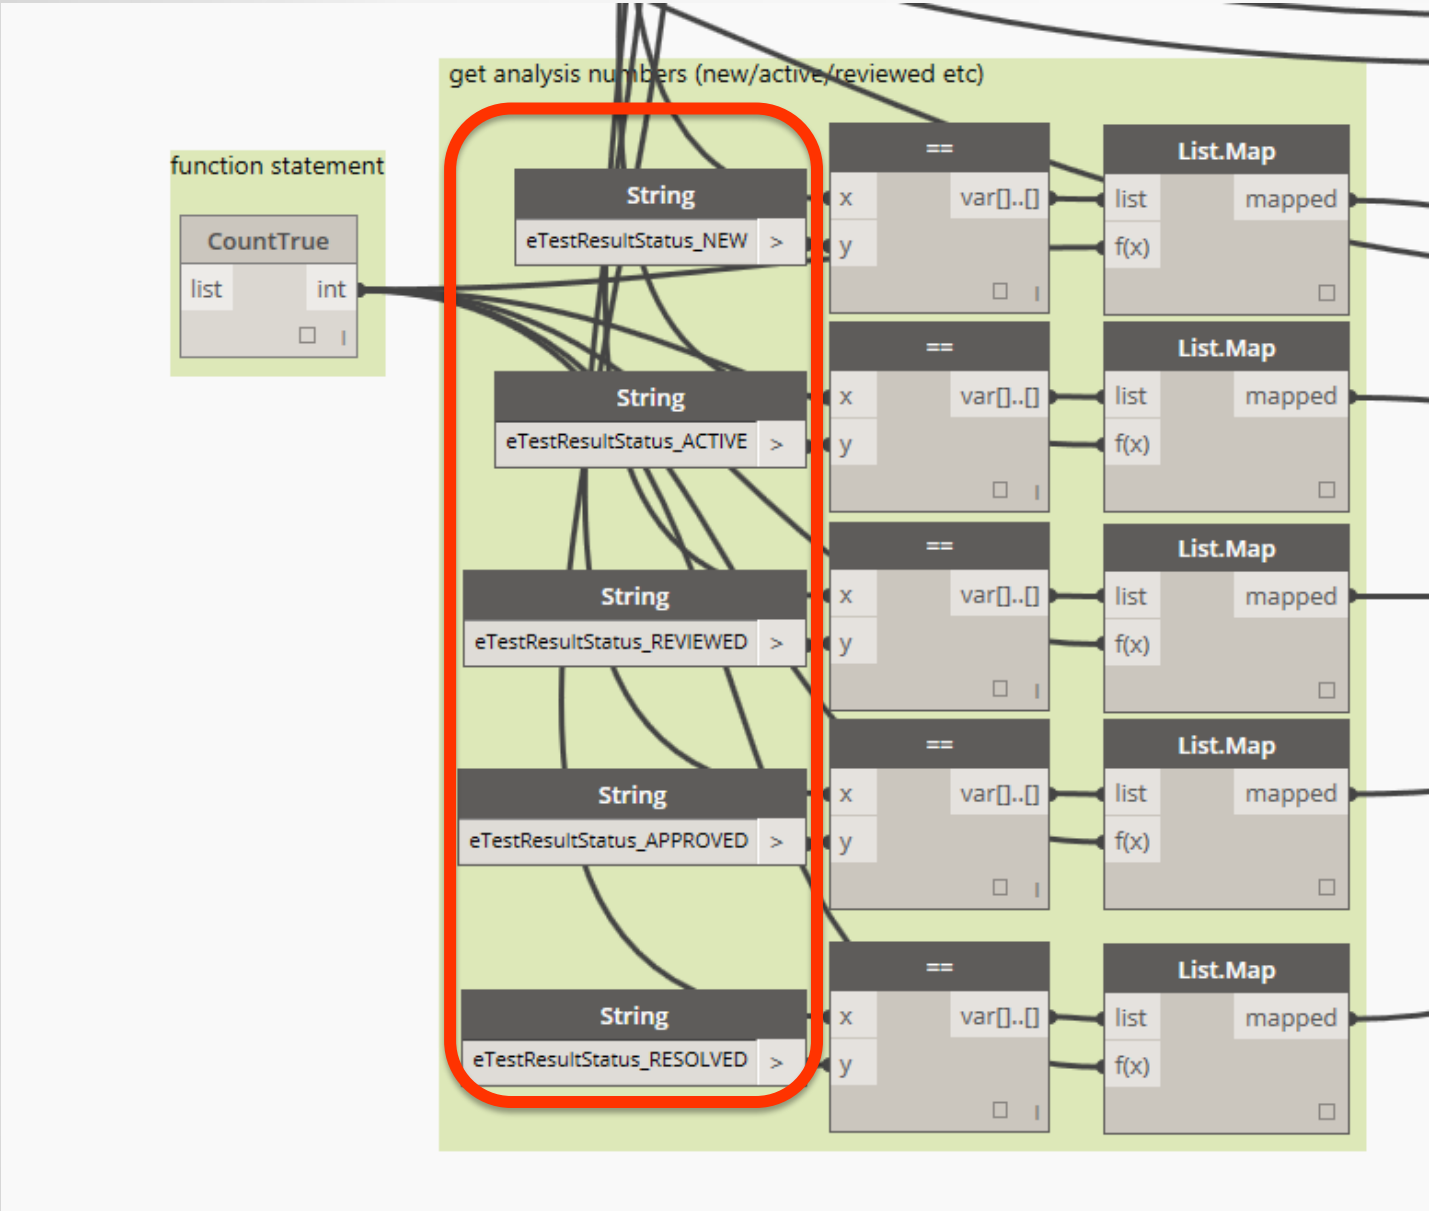 get analysis numbers (new/active/reviewed etc)
function statement
CountTrue
list int
I
String
eTestResultStatus_NEW >
==
x var[]..[]
y
I
List.Map
list mapped
f(x)
String
eTestResultStatus_ACTIVE >
==
x var[]..[]
y
I
List.Map
list mapped
f(x)
String
eTestResultStatus_REVIEWED >
==
x var[]..[]
y
I
List.Map
list mapped
f(x)
String
eTestResultStatus_APPROVED >
==
x var[]..[]
y
I
List.Map
list mapped
f(x)
String
eTestResultStatus_RESOLVED >
==
x var[]..[]
y
I
List.Map
list mapped
f(x)